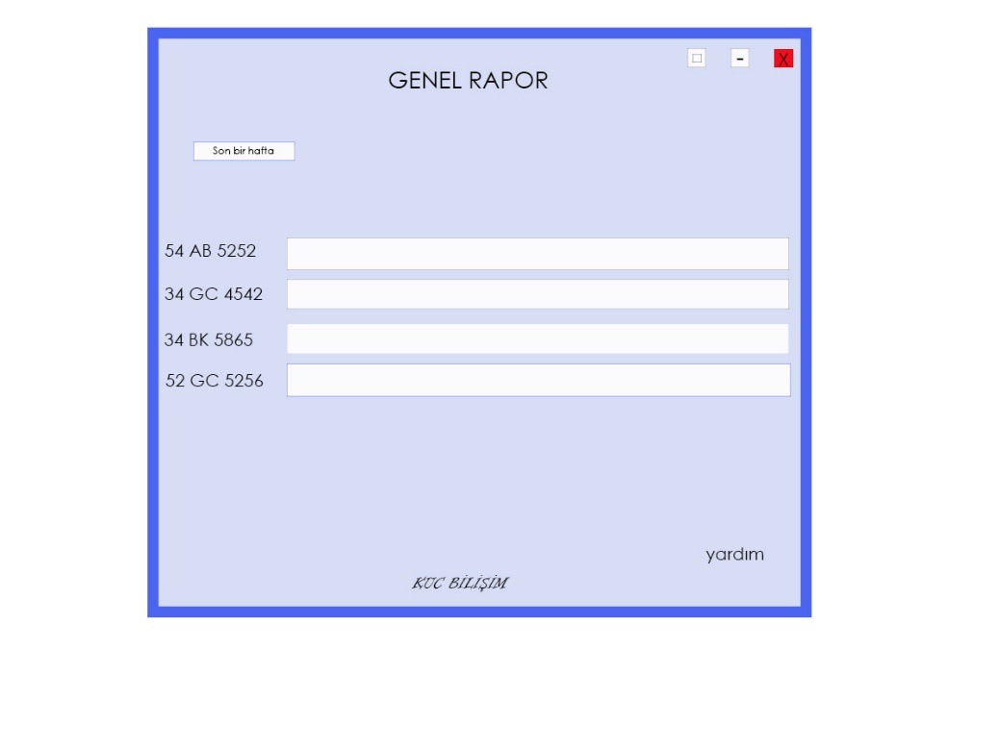 GENEL RAPOR
- X
Son bir hafta
54 AB 5252
34 GC 4542
34 BK 5865
52 GC 5256
yardım
KUC BİLİŞİM